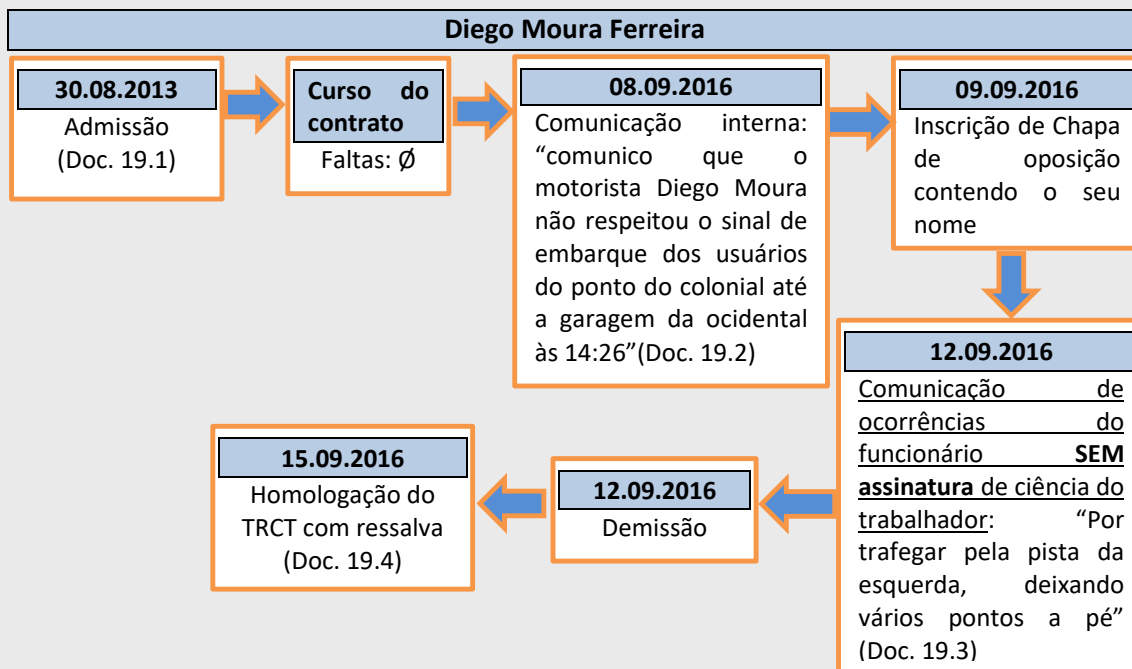 Diego Moura Ferreira
30.08.2013
Admissão
(Doc. 19.1)
Curso do
contrato
Faltas: Ø
08.09.2016
Comunicação interna:
“comunico que o
motorista Diego Moura
não respeitou o sinal de
embarque dos usuários
do ponto do colonial até
a garagem da ocidental
às 14:26”(Doc. 19.2)
09.09.2016
Inscrição de Chapa
de oposição
contendo o seu
nome
12.09.2016
Comunicação de
ocorrências do
funcionário SEM
assinatura de ciência do
trabalhador: “Por
trafegar pela pista da
esquerda, deixando
vários pontos a pé”
(Doc. 19.3)
12.09.2016
Demissão
15.09.2016
Homologação do
TRCT com ressalva
(Doc. 19.4)